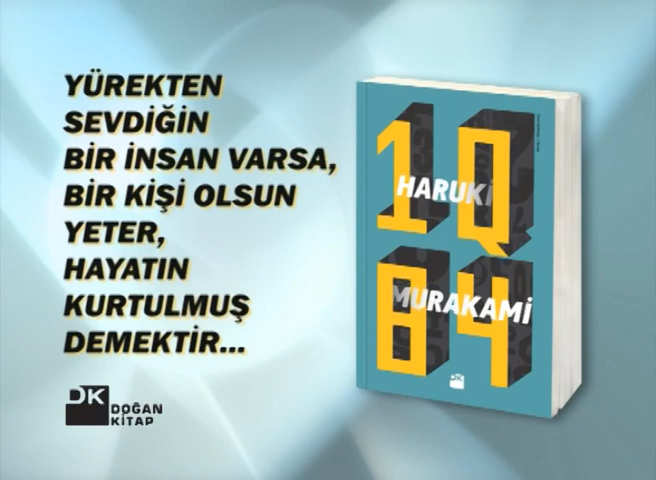 YÜREKTEN
SEVDİĞİN
BİR İNSAN VARSA,
BİR KİŞİ OLSUN
YETER,
HAYATIN
KURTULMUŞ
DEMEKTİR...
DK
DOĞAN
KİTAP
1Q
HARUKİ
84
MURAKAMİ